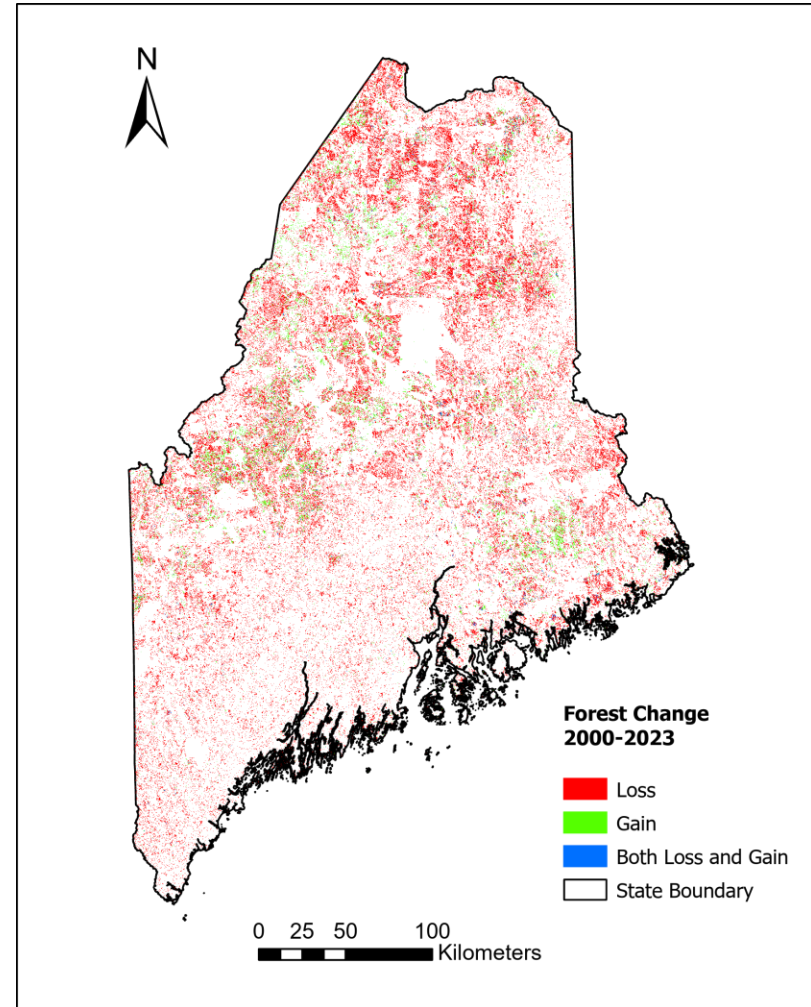 N
Forest Change
2000-2023
Loss
Gain
Both Loss and Gain
State Boundary
0 25 50 100
Kilometers